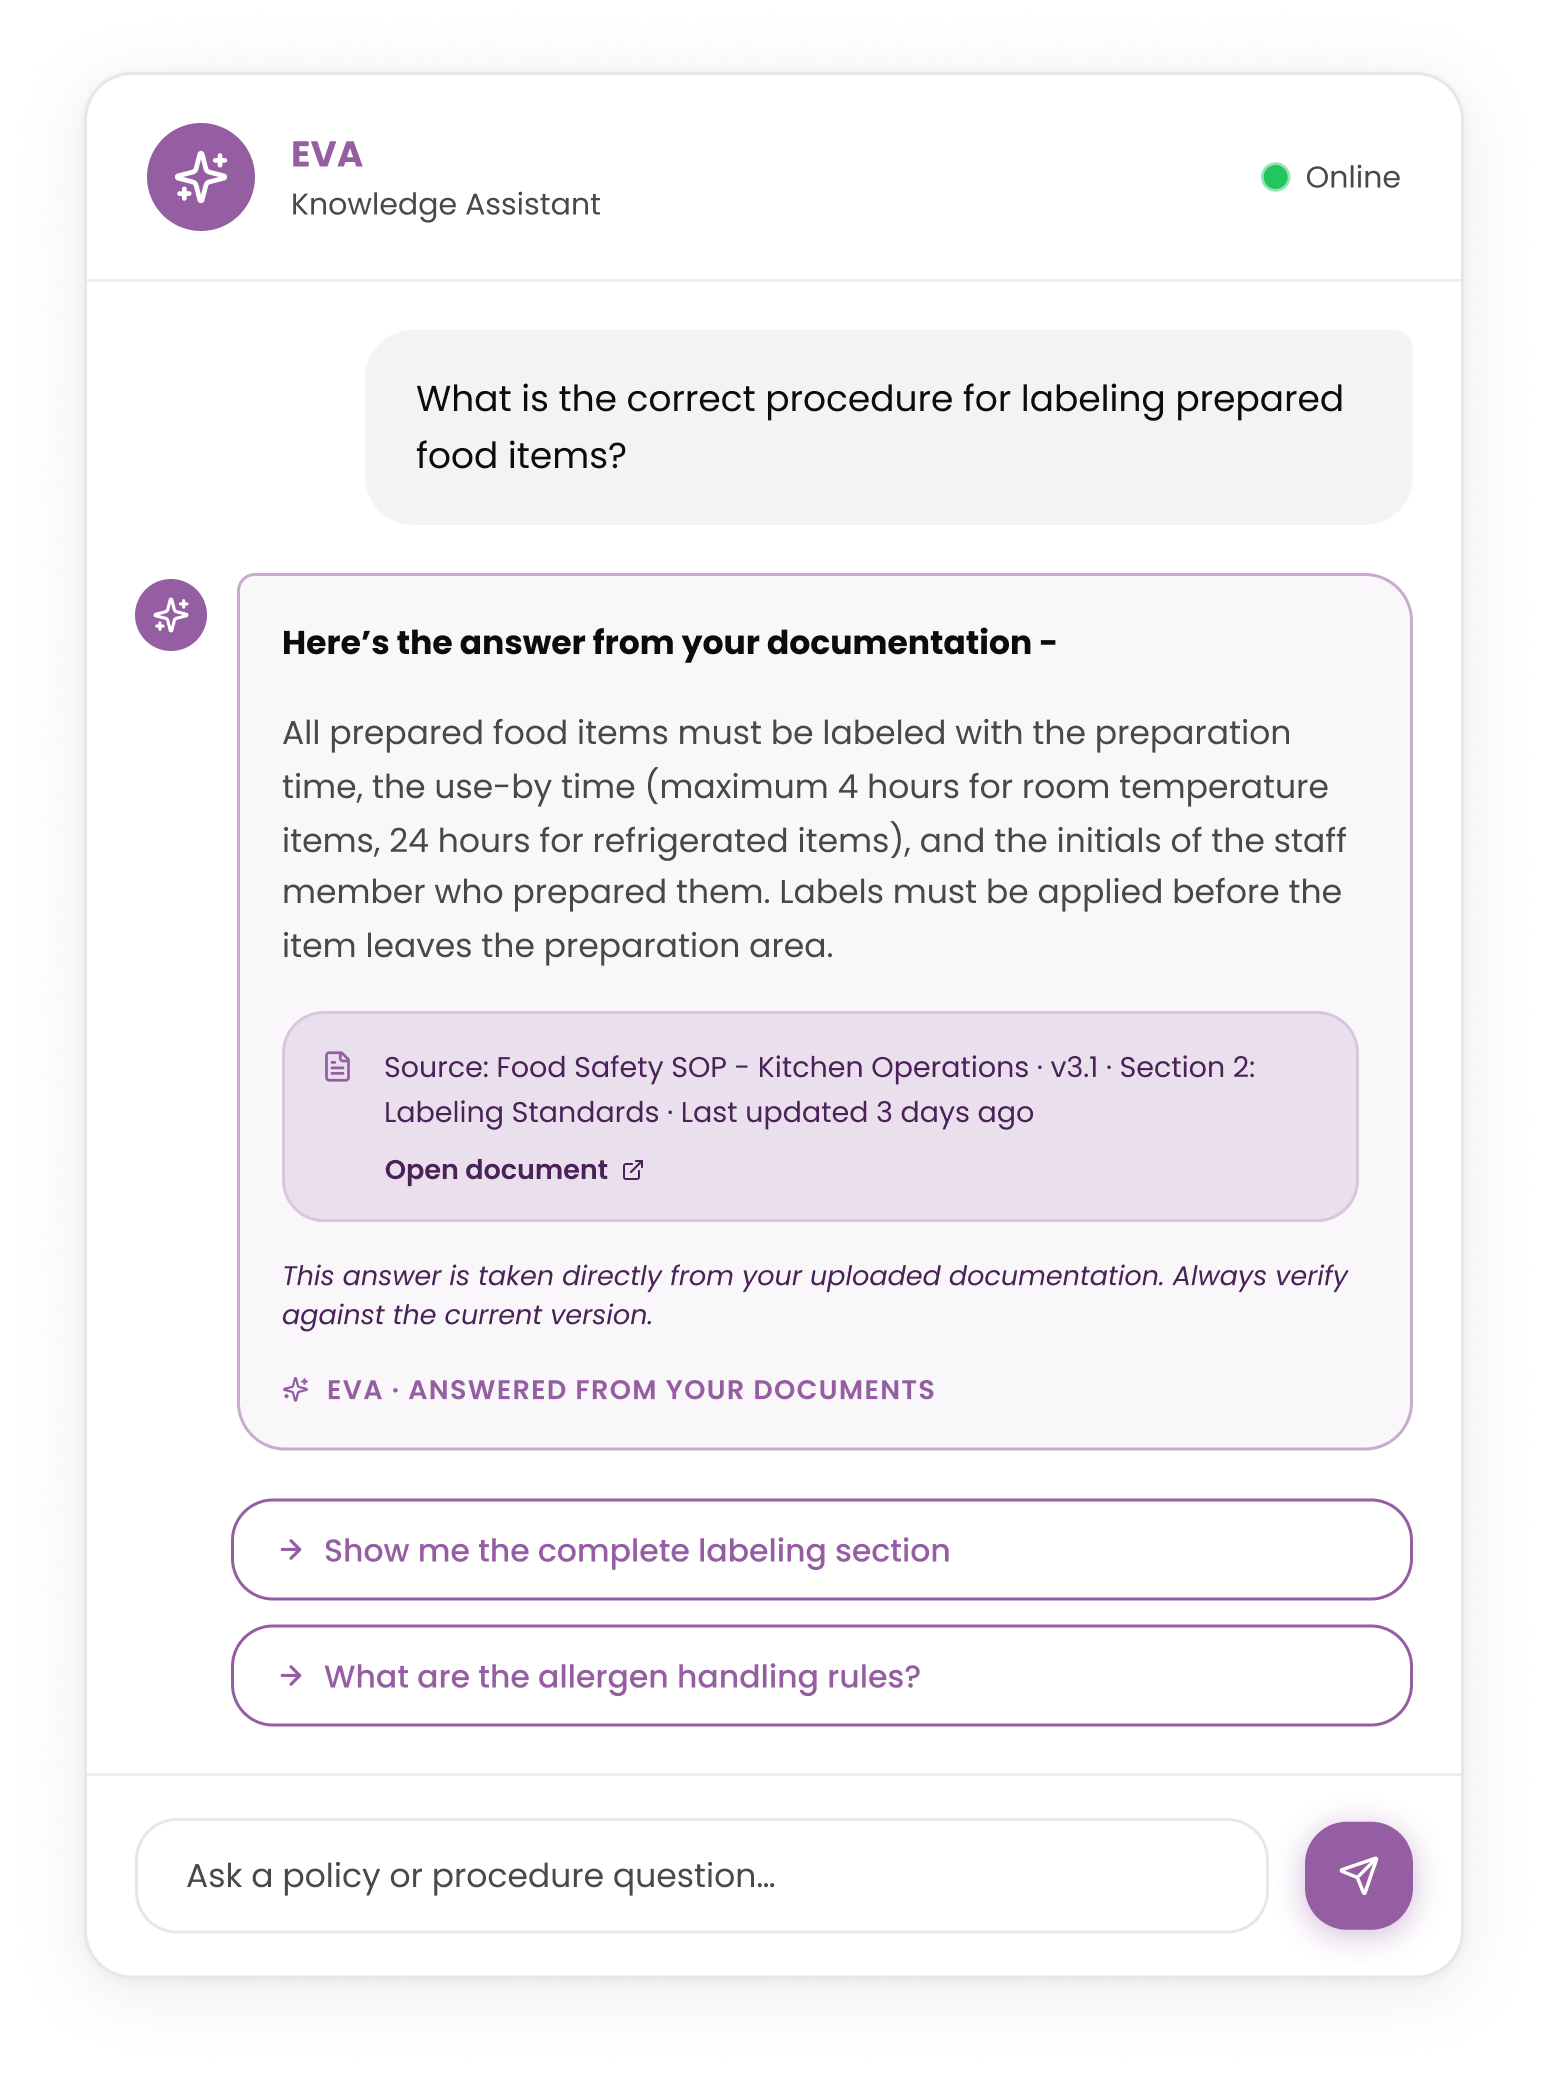 EVA
Knowledge Assistant
Online
What is the correct procedure for labeling prepared
food items?
Here’s the answer from your documentation -
All prepared food items must be labeled with the preparation
time, the use-by time (maximum 4 hours for room temperature
items, 24 hours for refrigerated items), and the initials of the staff
member who prepared them. Labels must be applied before the
item leaves the preparation area.
Source: Food Safety SOP - Kitchen Operations · v3.1 · Section 2:
Labeling Standards · Last updated 3 days ago
Open document
This answer is taken directly from your uploaded documentation. Always verify
against the current version.
EVA · ANSWERED FROM YOUR DOCUMENTS
Show me the complete labeling section
What are the allergen handling rules?
Ask a policy or procedure question...